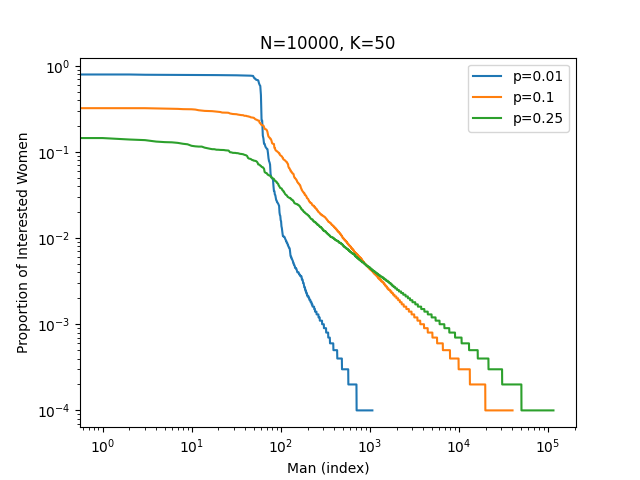 N=10000, K=50
p=0.01
p=0.1
p=0.25
Proportion of Interested Women
10⁰
10⁻¹
10⁻²
10⁻³
10⁻⁴
10⁰ 10¹ 10² 10³ 10⁴ 10⁵
Man (index)